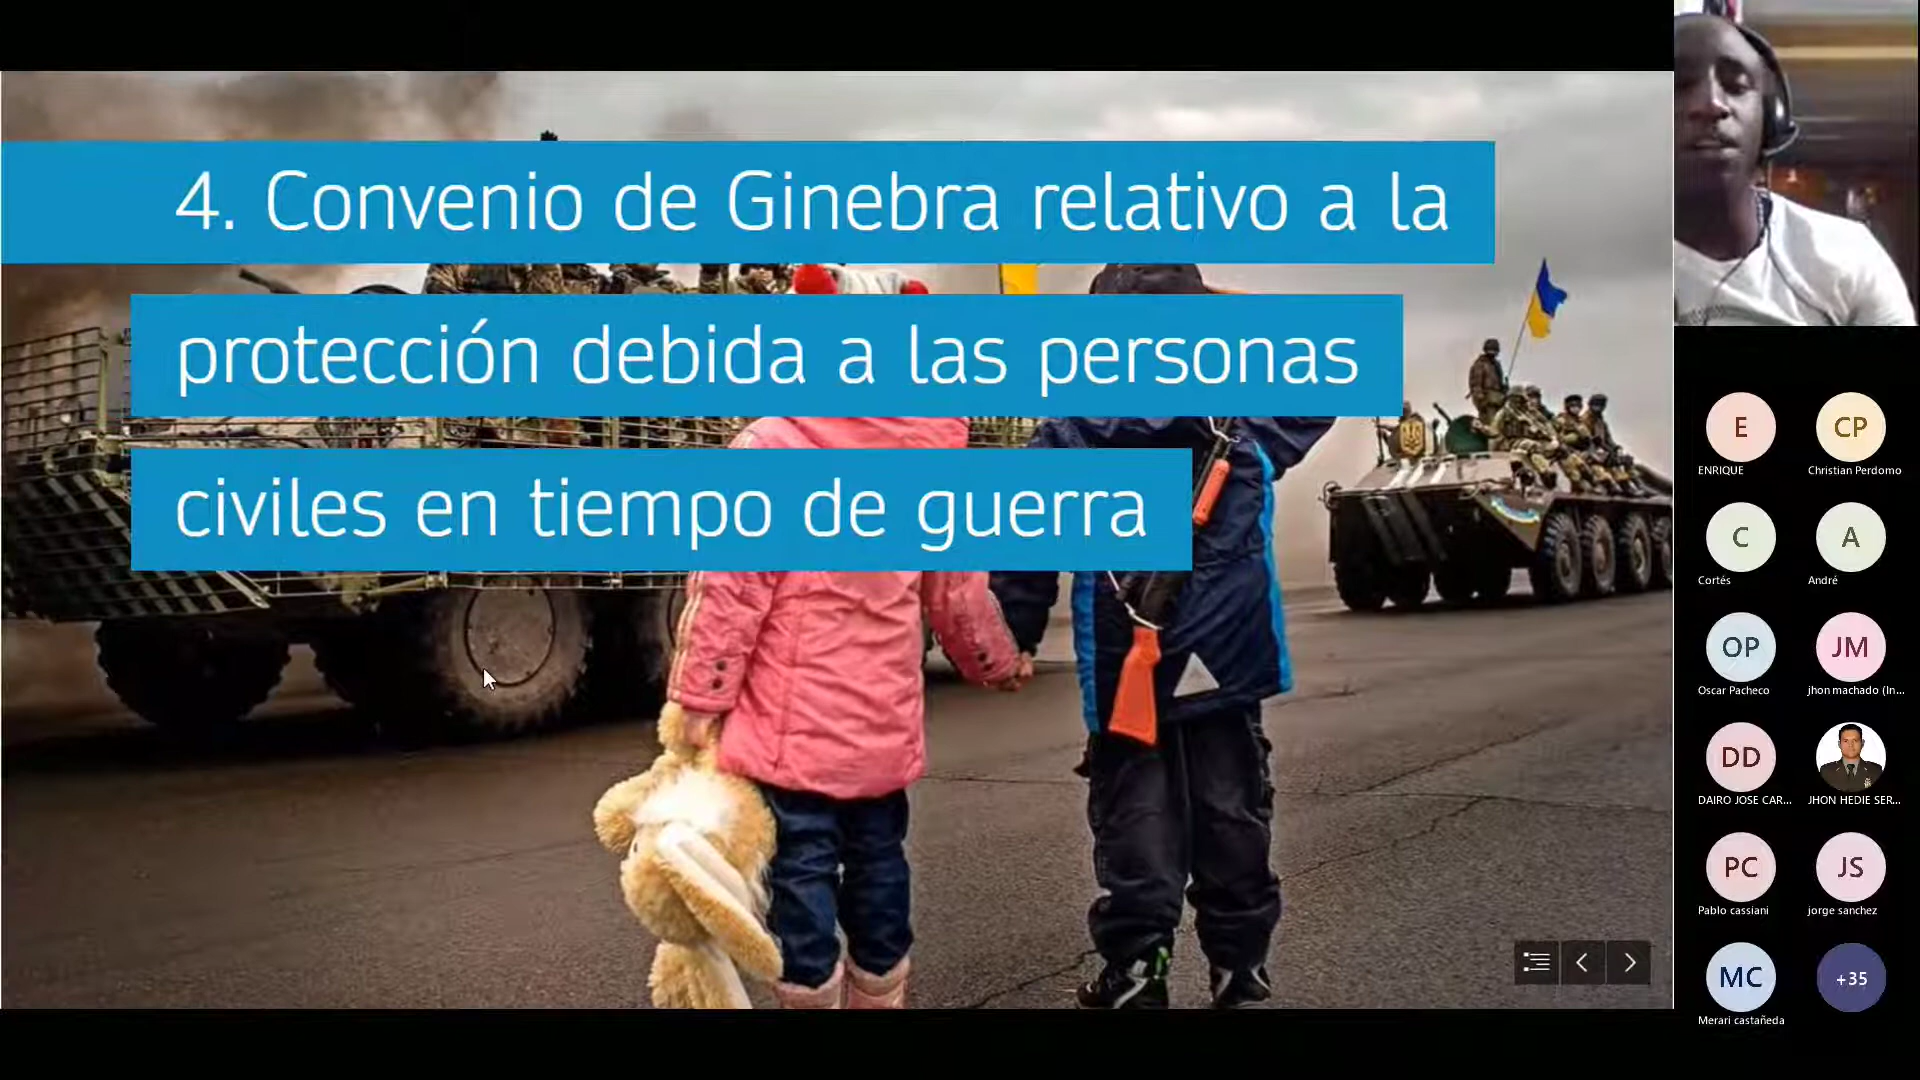 4. Convenio de Ginebra relativo a la
protección debida a las personas
civiles en tiempo de guerra
E
ENRIQUE
CP
Christian Perdomo
C
Cortés
A
André
OP
Oscar Pacheco
JM
jhon machado (In...
DD
DAIRO JOSE CAR...
JHON HEDIE SER...
PC
Pablo cassiani
JS
jorge sanchez
MC
Merari castañeda
+35